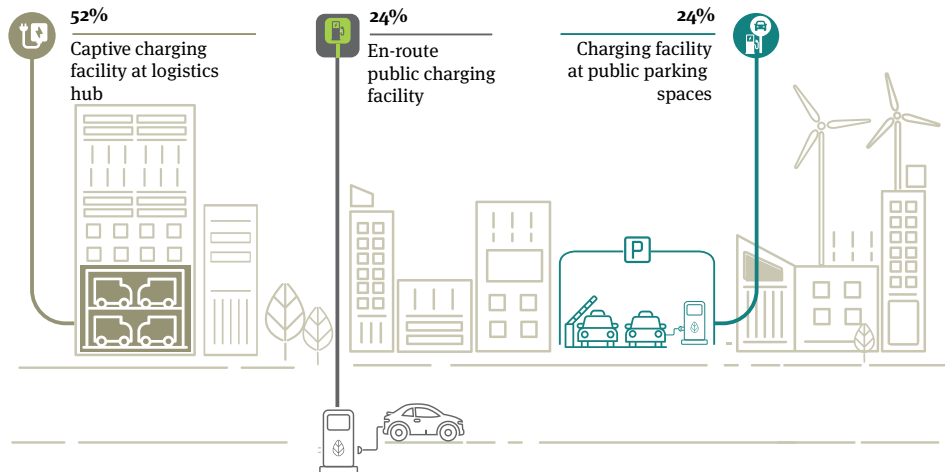 52%
Captive charging
facility at logistics
hub
24%
En-route
public charging
facility
24%
Charging facility
at public parking
spaces
P